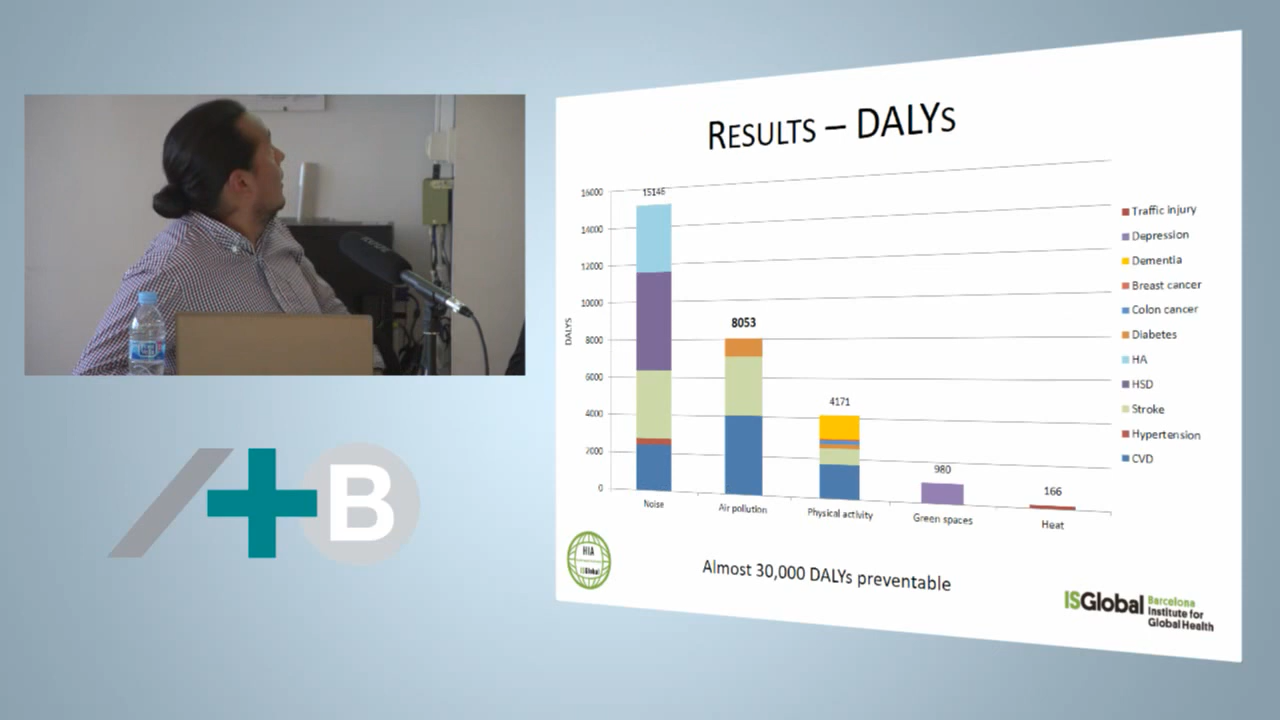 RESULTS – DALYS
16000
14000
12000
10000
8000
6000
4000
2000
0
DALYS
15146
8053
4171
980
166
Noise
Air pollution
Physical activity
Green spaces
Heat
Traffic injury
Depression
Dementia
Breast cancer
Colon cancer
Diabetes
HA
HSD
Stroke
Hypertension
CVD
Almost 30,000 DALYs preventable
HIA
ISGlobal
ISGlobal
Barcelona
Institute for
Global Health
B